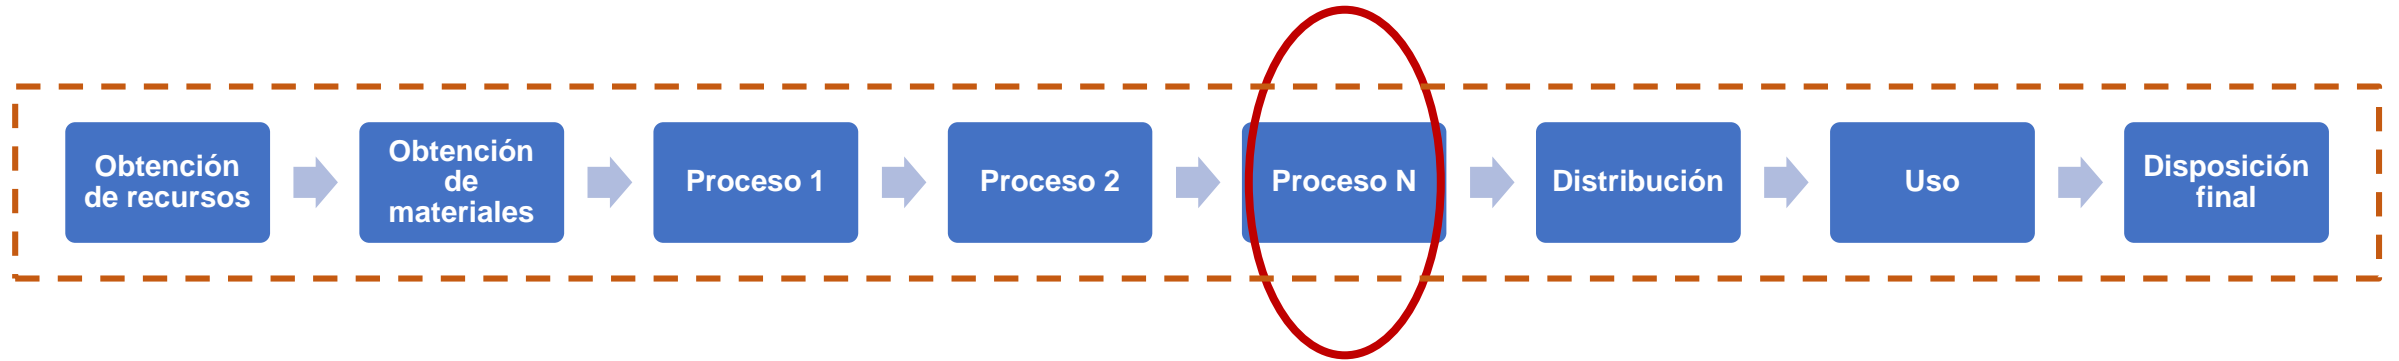 Obtención
de recursos
Obtención
de
materiales
Proceso 1
Proceso 2
Proceso N
Distribución
Uso
Disposición
final